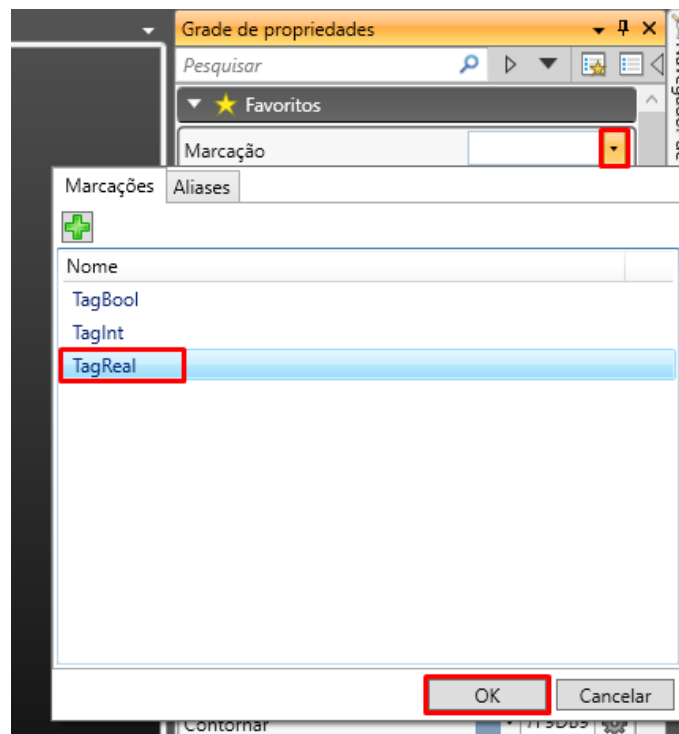 Grade de propriedades
Pesquisar
Favoritos
Marcação
Marcações Aliases
Nome
TagBool
TagInt
TagReal
OK Cancelar
Contornar